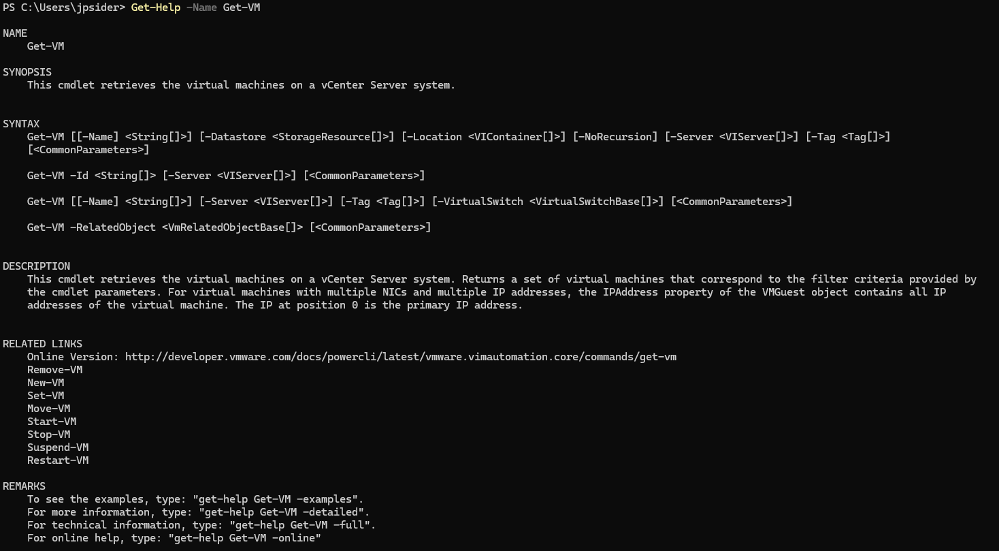 PS C:\Users\jpsider> Get-Help -Name Get-VM
NAME
Get-VM
SYNOPSIS
This cmdlet retrieves the virtual machines on a vCenter Server system.
SYNTAX
Get-VM [[-Name] <String[]>] [-Datastore <StorageResource[]>] [-Location <VIContainer[]>] [-NoRecursion] [-Server <VIServer[]>] [-Tag <Tag[]>]
[<CommonParameters>]
Get-VM -Id <String[]> [-Server <VIServer[]>] [<CommonParameters>]
Get-VM [[-Name] <String[]>] [-Server <VIServer[]>] [-Tag <Tag[]>] [-VirtualSwitch <VirtualSwitchBase[]>] [<CommonParameters>]
Get-VM -RelatedObject <VmRelatedObjectBase[]> [<CommonParameters>]
DESCRIPTION
This cmdlet retrieves the virtual machines on a vCenter Server system. Returns a set of virtual machines that correspond to the filter criteria provided by
the cmdlet parameters. For virtual machines with multiple NICs and multiple IP addresses, the IPAddress property of the VMGuest object contains all IP
addresses of the virtual machine. The IP at position 0 is the primary IP address.
RELATED LINKS
Online Version: http://developer.vmware.com/docs/powercli/latest/vmware.vimautomation.core/commands/get-vm
Remove-VM
New-VM
Set-VM
Move-VM
Start-VM
Stop-VM
Suspend-VM
Restart-VM
REMARKS
To see the examples, type: "get-help Get-VM -examples".
For more information, type: "get-help Get-VM -detailed".
For technical information, type: "get-help Get-VM -full".
For online help, type: "get-help Get-VM -online"